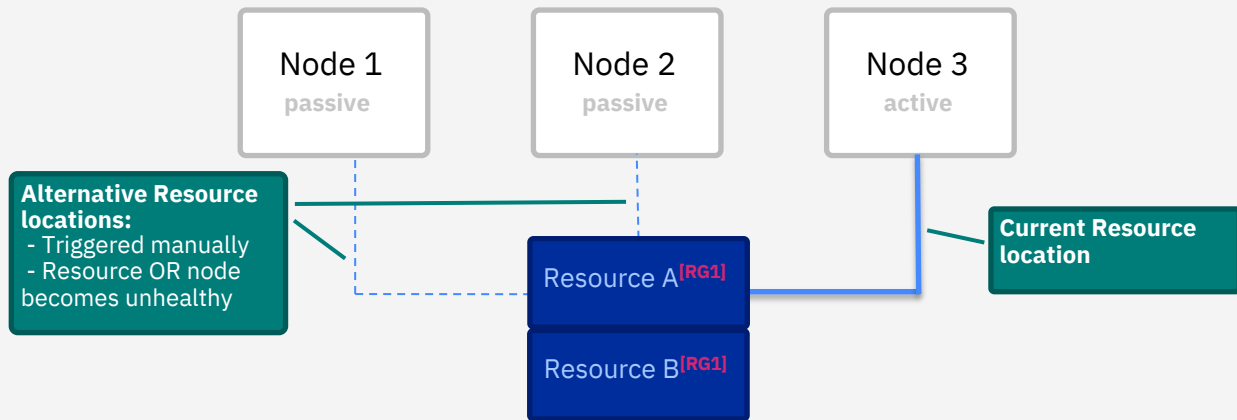 Node 1
passive
Node 2
passive
Node 3
active
Alternative Resource
locations:
- Triggered manually
- Resource OR node
becomes unhealthy
Current Resource
location
Resource A[RG1]
Resource B[RG1]